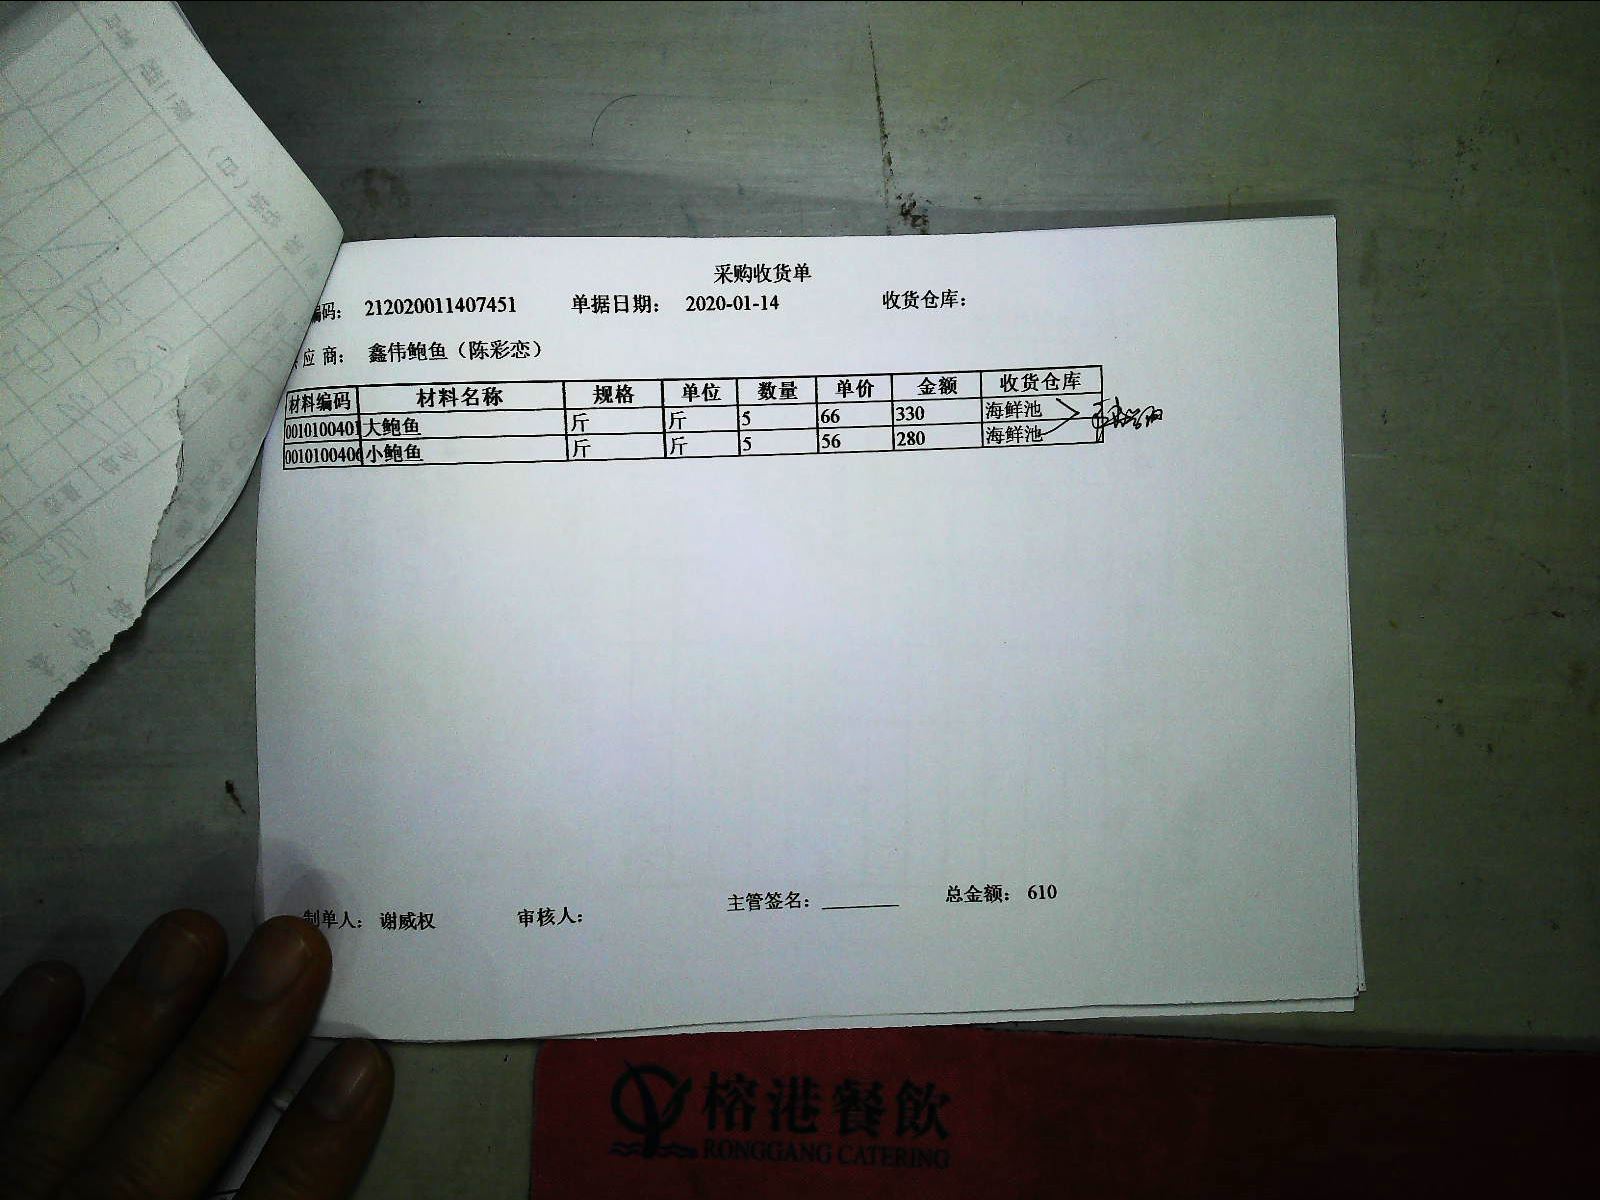 采购收货单
编码: 212020011407451 单据日期: 2020-01-14 收货仓库:
应商: 鑫伟鲍鱼（陈彩恋）
材料编码 材料名称 规格 单位 数量 单价 金额 收货仓库
0010100401 大鲍鱼 斤 斤 5 66 330 海鲜池
0010100406 小鲍鱼 斤 斤 5 56 280 海鲜池
制单人: 谢威权 审核人: 主管签名: 总金额: 610
榕港餐飲
RONGGANG CATERING